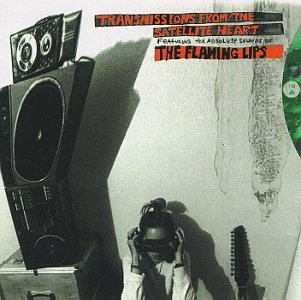 TRANSMISSIONS FROM THE
SATELLITE HEART
FEATURING THE ABSOLUTE SOUNDS OF
THE FLAMING LIPS